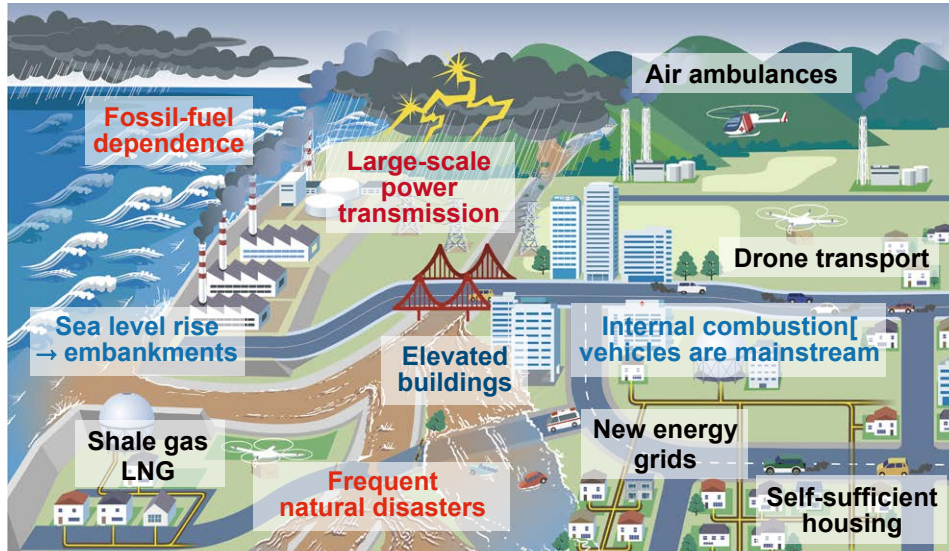 Air ambulances
Fossil-fuel
dependence
Large-scale
power
transmission
Drone transport
Sea level rise
→ embankments
Elevated
buildings
Internal combustion[
vehicles are mainstream
Shale gas
LNG
New energy
grids
Frequent
natural disasters
Self-sufficient
housing